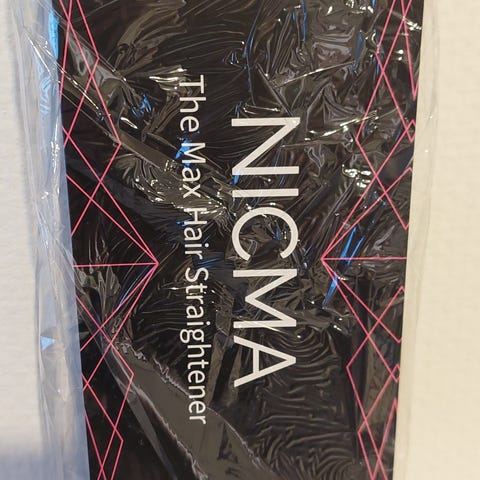 NICMA
The Max Hair Straightener